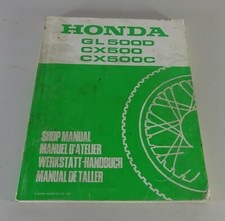 HONDA
GL500D
CX500
CX500C
SHOP MANUAL
MANUEL D'ATELIER
WERKSTATT-HANDBUCH
MANUAL DE TALLER